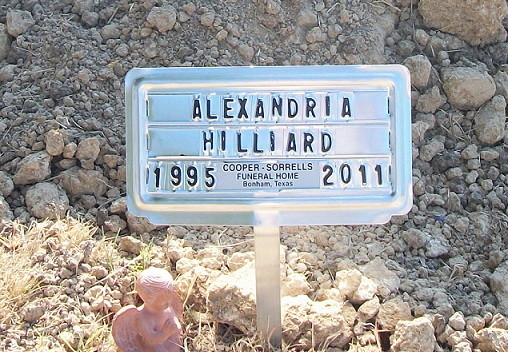 ALEXANDRIA
HILLIARD
1995 COOPER-SORRELLS 2011
FUNERAL HOME
Bonham, Texas